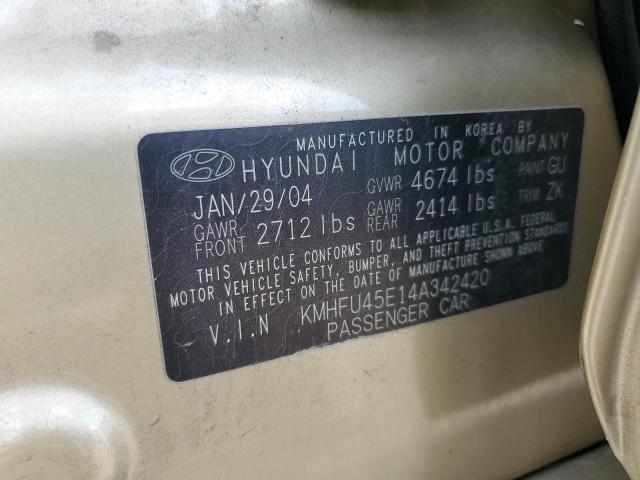 MANUFACTURED IN KOREA BY
HYUNDAI MOTOR COMPANY
JAN/29/04 GVWR 4674 lbs PAINT GU
GAWR FRONT 2712 lbs GAWR REAR 2414 lbs TRIM ZK
THIS VEHICLE CONFORMS TO ALL APPLICABLE U.S.A. FEDERAL
MOTOR VEHICLE SAFETY, BUMPER, AND THEFT PREVENTION STANDARDS
IN EFFECT ON THE DATE OF MANUFACTURE SHOWN ABOVE
V.I.N KMHFU45E14A342420
PASSENGER CAR